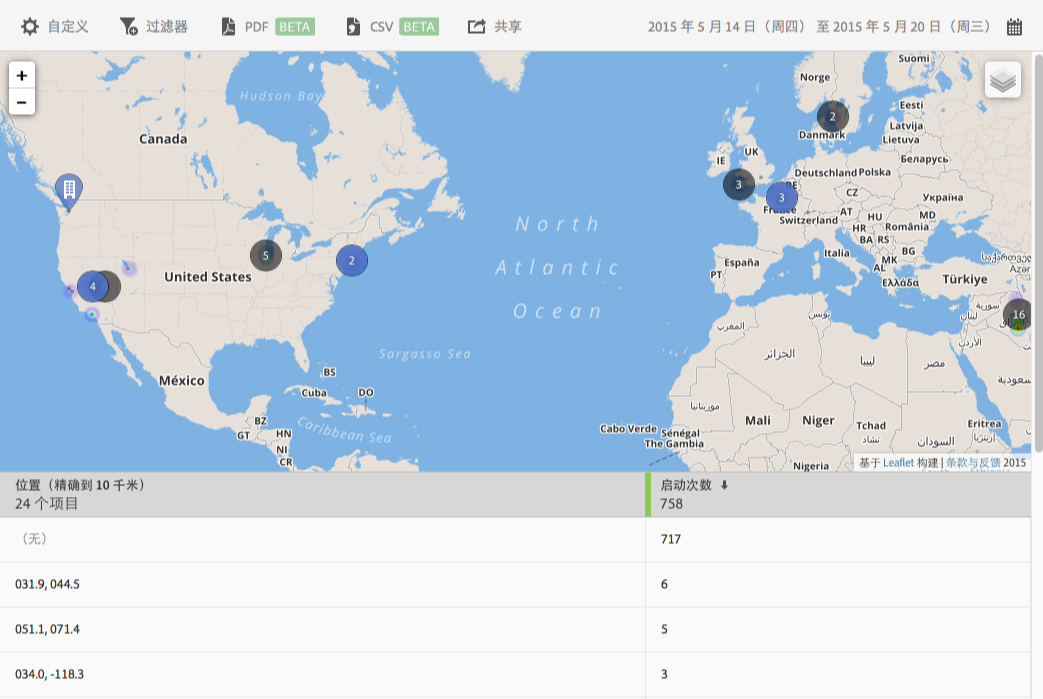 自定义 过滤器 PDF BETA CSV BETA 共享 2015 年 5 月 14 日（周四） 至 2015 年 5 月 20 日（周三）
+
−
Hudson Bay
Canada
Norge
Suomi
2
Danmark
Eesti
Latvija
Lietuva
IE
UK
Беларусь
Deutschland
Polska
3
3
BE
CZ
Україна
France
Switzerland
AT
HU
MD
HR
România
BA
RS
BG
Italia
MK
AL
España
PT
Ελλάδα
Türkiye
5
2
4
United States
North
Atlantic
Ocean
Sargasso Sea
16
سورية
لبنان
الأردن
تونس
المغرب
الجزائر
ليبيا
مصر
México
BS
Cuba
DO
BZ
GT
HN
NI
CR
Caribbean Sea
موريتانيا
Cabo Verde
Sénégal
The Gambia
Mali
Niger
Tchad
تشاد
السودان
Eritrea
إرتريا
Nigeria
基于 Leaflet 构建 | 条款与反馈 2015
位置（精确到 10 千米） 启动次数
24 个项目 758
（无） 717
031.9, 044.5 6
051.1, 071.4 5
034.0, -118.3 3